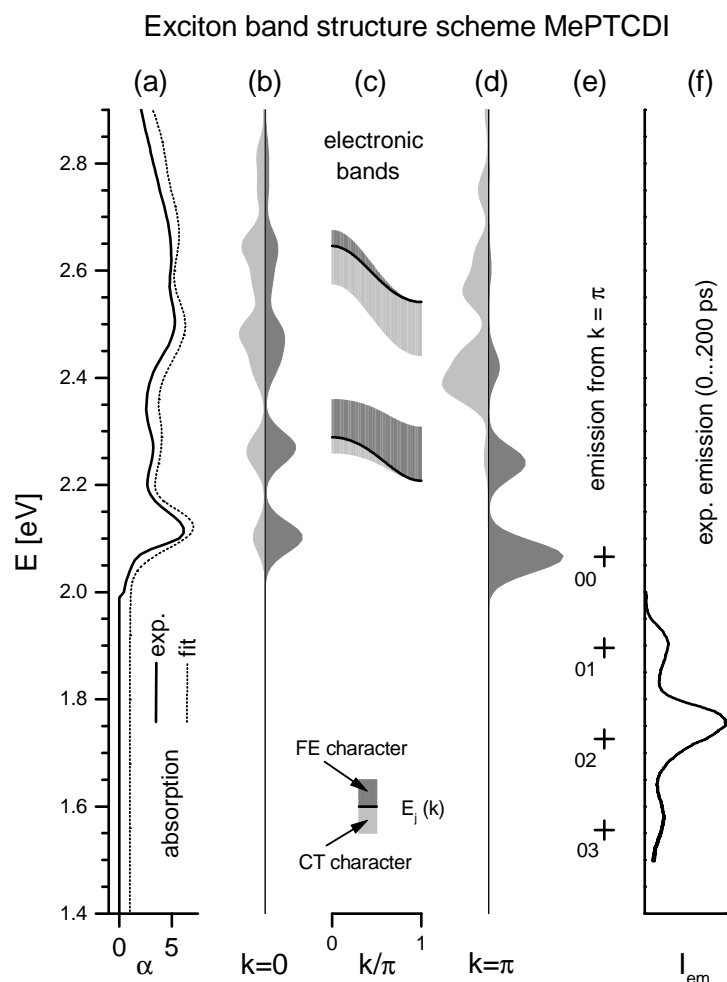 Exciton band structure scheme MePTCDI
(a) (b) (c) (d) (e) (f)
electronic
bands
2.8
2.6
2.4
2.2
2.0
1.8
1.6
1.4
E [eV]
exp.
fit
absorption
FE character
E_j (k)
CT character
emission from k = π
00
01
02
03
exp. emission (0...200 ps)
0 5
0 1
α k=0 k/π k=π I_em